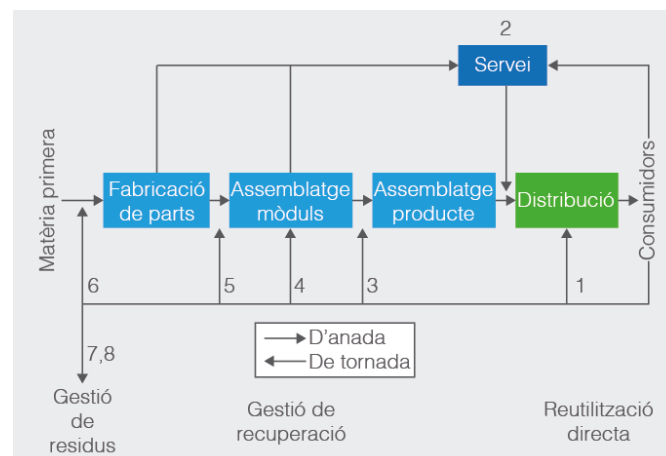 2
Servei
Matèria primera
Fabricació
de parts
Assemblatge
mòduls
Assemblatge
producte
Distribució
Consumidors
6
5
4
3
1
7,8
D'anada
De tornada
Gestió
de
residus
Gestió de
recuperació
Reutilització
directa